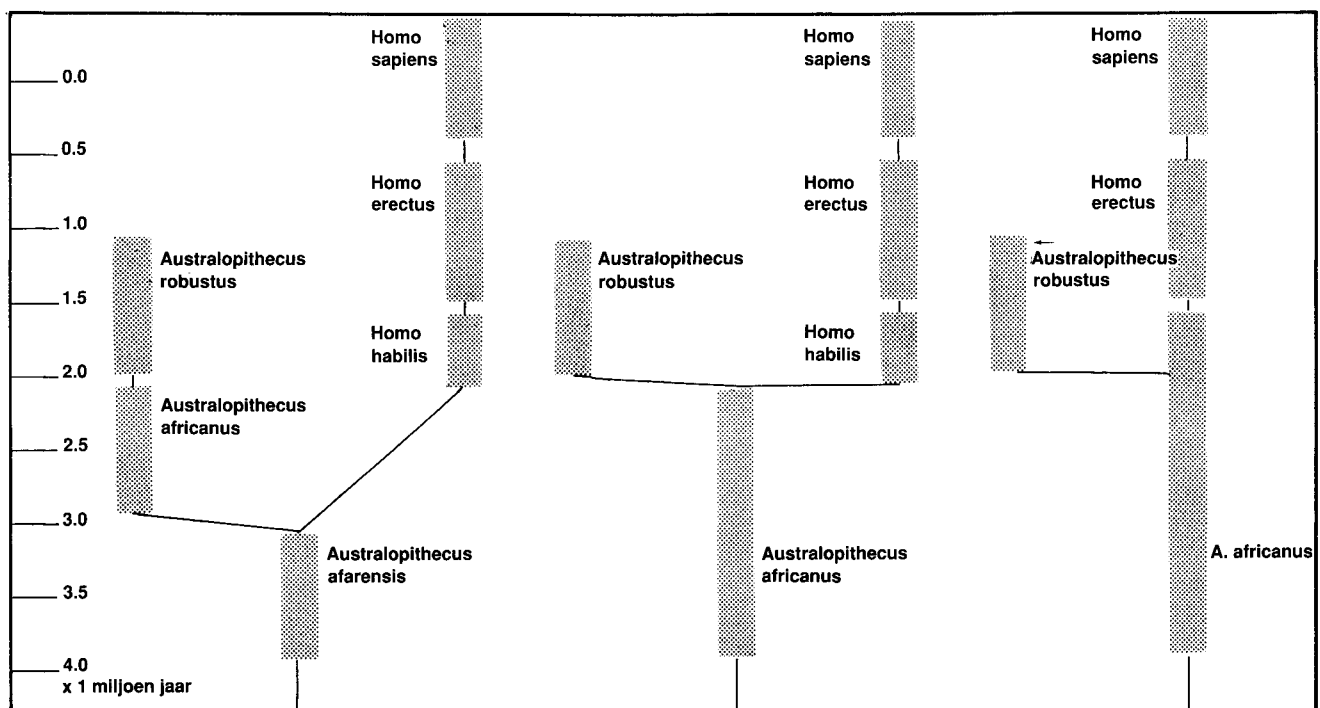 0.0
0.5
1.0
1.5
2.0
2.5
3.0
3.5
4.0
x 1 miljoen jaar
Homo
sapiens
Homo
erectus
Australopithecus
robustus
Homo
habilis
Australopithecus
africanus
Australopithecus
afarensis
Homo
sapiens
Homo
erectus
Australopithecus
robustus
Homo
habilis
Australopithecus
africanus
Homo
sapiens
Homo
erectus
Australopithecus
robustus
A. africanus